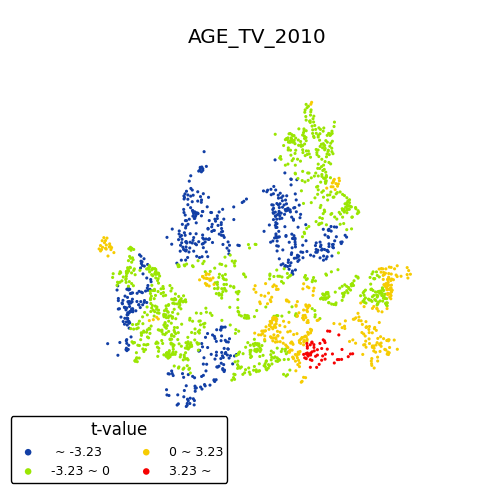 AGE_TV_2010
t-value
~ -3.23
0 ~ 3.23
-3.23 ~ 0
3.23 ~